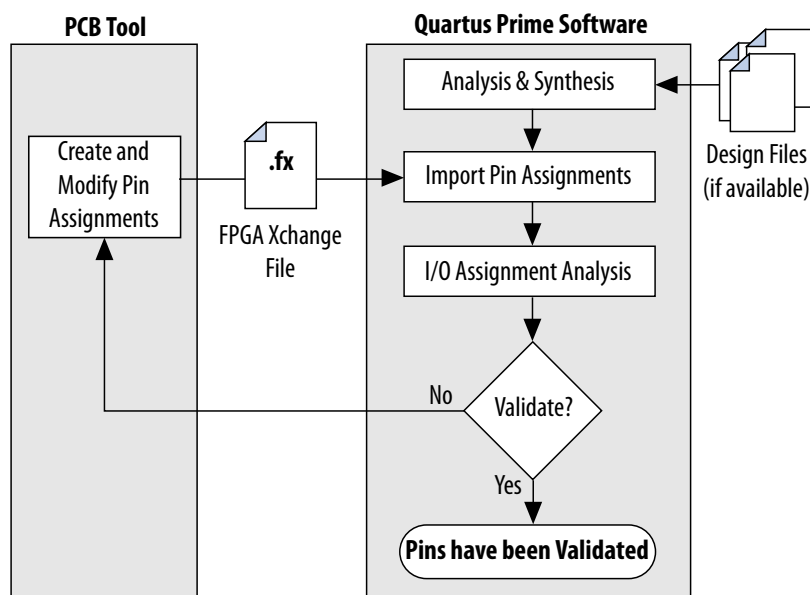 PCB Tool
Quartus Prime Software
Analysis & Synthesis
Design Files
(if available)
Create and
Modify Pin
Assignments
.fx
FPGA Xchange
File
Import Pin Assignments
I/O Assignment Analysis
No
Validate?
Yes
Pins have been Validated